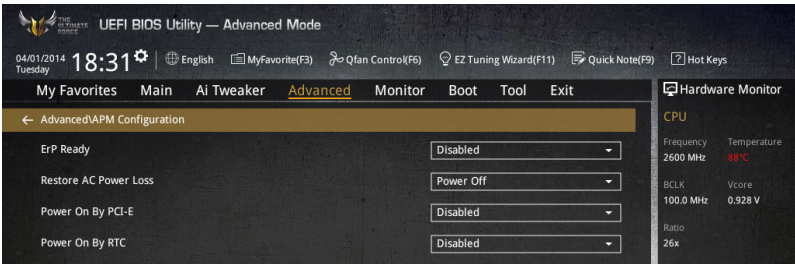 THE ULTIMATE FORCE
UEFI BIOS Utility — Advanced Mode
04/01/2014 Tuesday 18:31 English MyFavorite(F3) Qfan Control(F6) EZ Tuning Wizard(F11) Quick Note(F9) ? Hot Keys
My Favorites Main Ai Tweaker Advanced Monitor Boot Tool Exit
Hardware Monitor
← Advanced\APM Configuration
ErP Ready Disabled
Restore AC Power Loss Power Off
Power On By PCI-E Disabled
Power On By RTC Disabled
CPU
Frequency Temperature
2600 MHz 88°C
BCLK Vcore
100.0 MHz 0.928 V
Ratio
26x